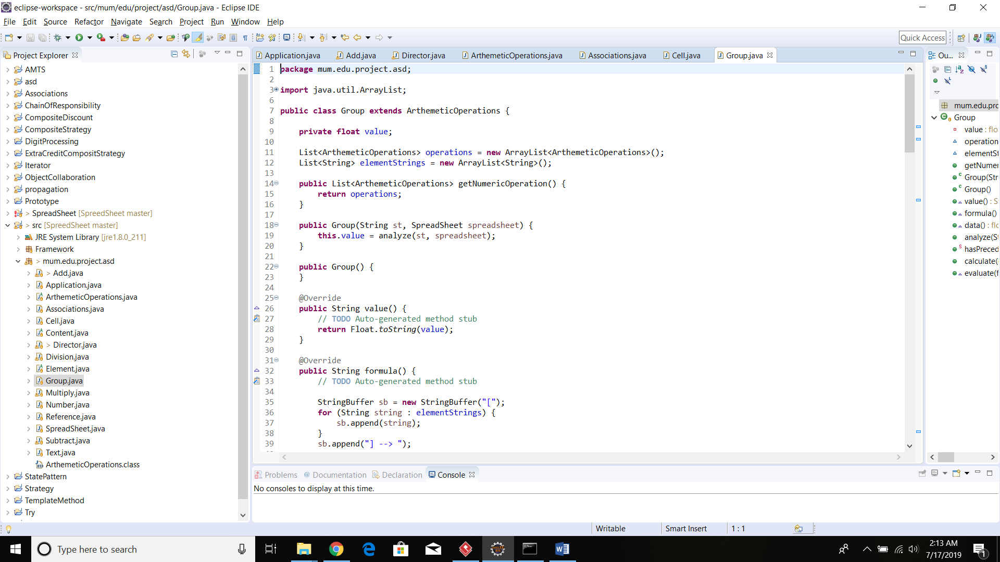 eclipse-workspace - src/mum/edu/project/asd/Group.java - Eclipse IDE
File Edit Source Refactor Navigate Search Project Run Window Help
Quick Access
Project Explorer
AMTS
asd
Associations
ChainOfResponsibility
CompositeDiscount
CompositeStrategy
DigitProcessing
ExtraCreditCompositStrategy
Iterator
ObjectCollaboration
propagation
Prototype
> SpreadSheet [SpreedSheet master]
> src [SpreedSheet master]
JRE System Library [jre1.8.0_211]
Framework
> mum.edu.project.asd
> Add.java
Application.java
ArthemeticOperations.java
Associations.java
Cell.java
Content.java
> Director.java
Division.java
Element.java
Group.java
Multiply.java
Number.java
Reference.java
SpreadSheet.java
Subtract.java
Text.java
ArthemeticOperations.class
StatePattern
Strategy
TemplateMethod
Try
Application.java Add.java Director.java ArthemeticOperations.java Associations.java Cell.java Group.java
1 package mum.edu.project.asd;
2
3 import java.util.ArrayList;
6
7 public class Group extends ArthemeticOperations {
8
9 private float value;
10
11 List<ArthemeticOperations> operations = new ArrayList<ArthemeticOperations>();
12 List<String> elementStrings = new ArrayList<String>();
13
14 public List<ArthemeticOperations> getNumericOperation() {
15 return operations;
16 }
17
18 public Group(String st, SpreadSheet spreadsheet) {
19 this.value = analyze(st, spreadsheet);
20 }
21
22 public Group() {
23 }
24
25 @Override
26 public String value() {
27 // TODO Auto-generated method stub
28 return Float.toString(value);
29 }
30
31 @Override
32 public String formula() {
33 // TODO Auto-generated method stub
34
35 StringBuffer sb = new StringBuffer("[");
36 for (String string : elementStrings) {
37 sb.append(string);
38 }
39 sb.append("] --> ");
Ou...
mum.edu.prc
Group
value : flo
operation
elementSt
getNumer
Group(Str
Group()
value() : S
formula()
data() : flc
analyze(St
hasPreced
calculate(
evaluate(f
Problems @ Documentation Declaration Console
No consoles to display at this time.
Writable Smart Insert 1 : 1
Type here to search
2:13 AM
7/17/2019
1